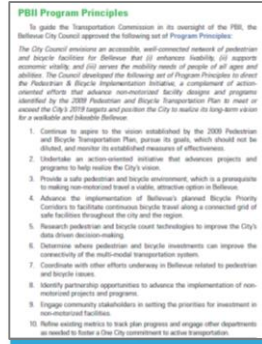 PBII Program Principles
To guide the Transportation Commission in its oversight of the PBII, the
Bellevue City Council approved the following set of Program Principles:
The City Council envisions an accessible, well-connected network of pedestrian
and bicycle facilities for Bellevue that (i) enhances livability, (ii) supports
economic vitality, and (iii) serves the mobility needs of people of all ages and
abilities. The Council developed the following set of Program Principles to direct
the Pedestrian & Bicycle Implementation Initiative, a complement of action-
oriented efforts that advance non-motorized facility designs and programs
identified by the 2009 Pedestrian and Bicycle Transportation Plan to meet or
exceed the City's 2019 targets and position the City to realize its long-term vision
for a walkable and bikeable Bellevue.
1. Continue to aspire to the vision established by the 2009 Pedestrian
and Bicycle Transportation Plan, pursue its goals, which should not be
diluted, and monitor its established measures of effectiveness.
2. Undertake an action-oriented initiative that advances projects and
programs to help realize the City's vision.
3. Provide a safe pedestrian and bicycle environment, which is a prerequisite
to making non-motorized travel a viable, attractive option in Bellevue.
4. Advance the implementation of Bellevue's planned Bicycle Priority
Corridors to facilitate continuous bicycle travel along a connected grid of
safe facilities throughout the city and the region.
5. Research pedestrian and bicycle count technologies to improve the City's
data driven decision-making.
6. Determine where pedestrian and bicycle investments can improve the
connectivity of the multi-modal transportation system.
7. Coordinate with other efforts underway in Bellevue related to pedestrian
and bicycle issues.
8. Identify partnership opportunities to advance the implementation of non-
motorized projects and programs.
9. Engage community stakeholders in setting the priorities for investment in
non-motorized facilities.
10. Refine existing metrics to track plan progress and engage other departments
as needed to foster a One City commitment to active transportation.